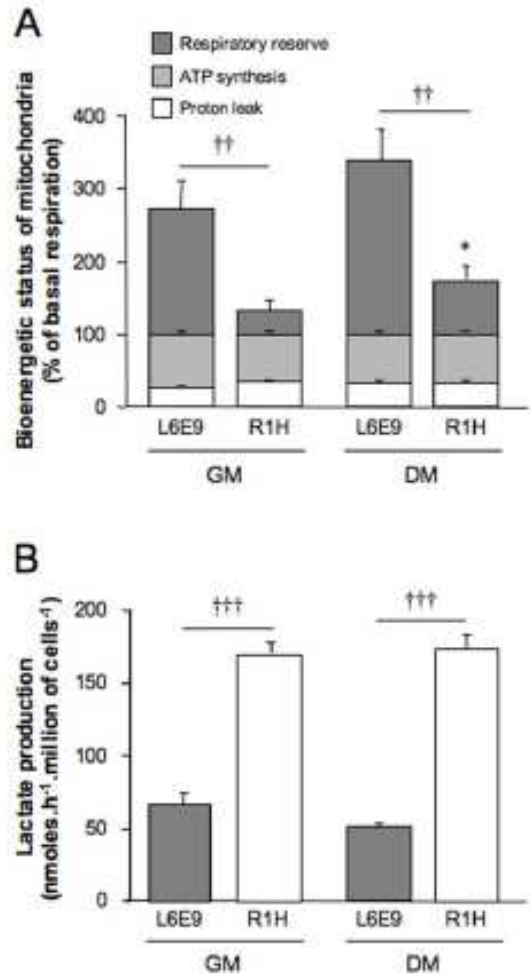 A
Respiratory reserve
ATP synthesis
Proton leak
Bioenergetic status of mitochondria
(% of basal respiration)
400
300
200
100
0
††
††
*
L6E9 R1H L6E9 R1H
GM DM
B
Lactate production
(nmoles.h⁻¹.million of cells⁻¹)
200
150
100
50
0
†††
†††
L6E9 R1H L6E9 R1H
GM DM